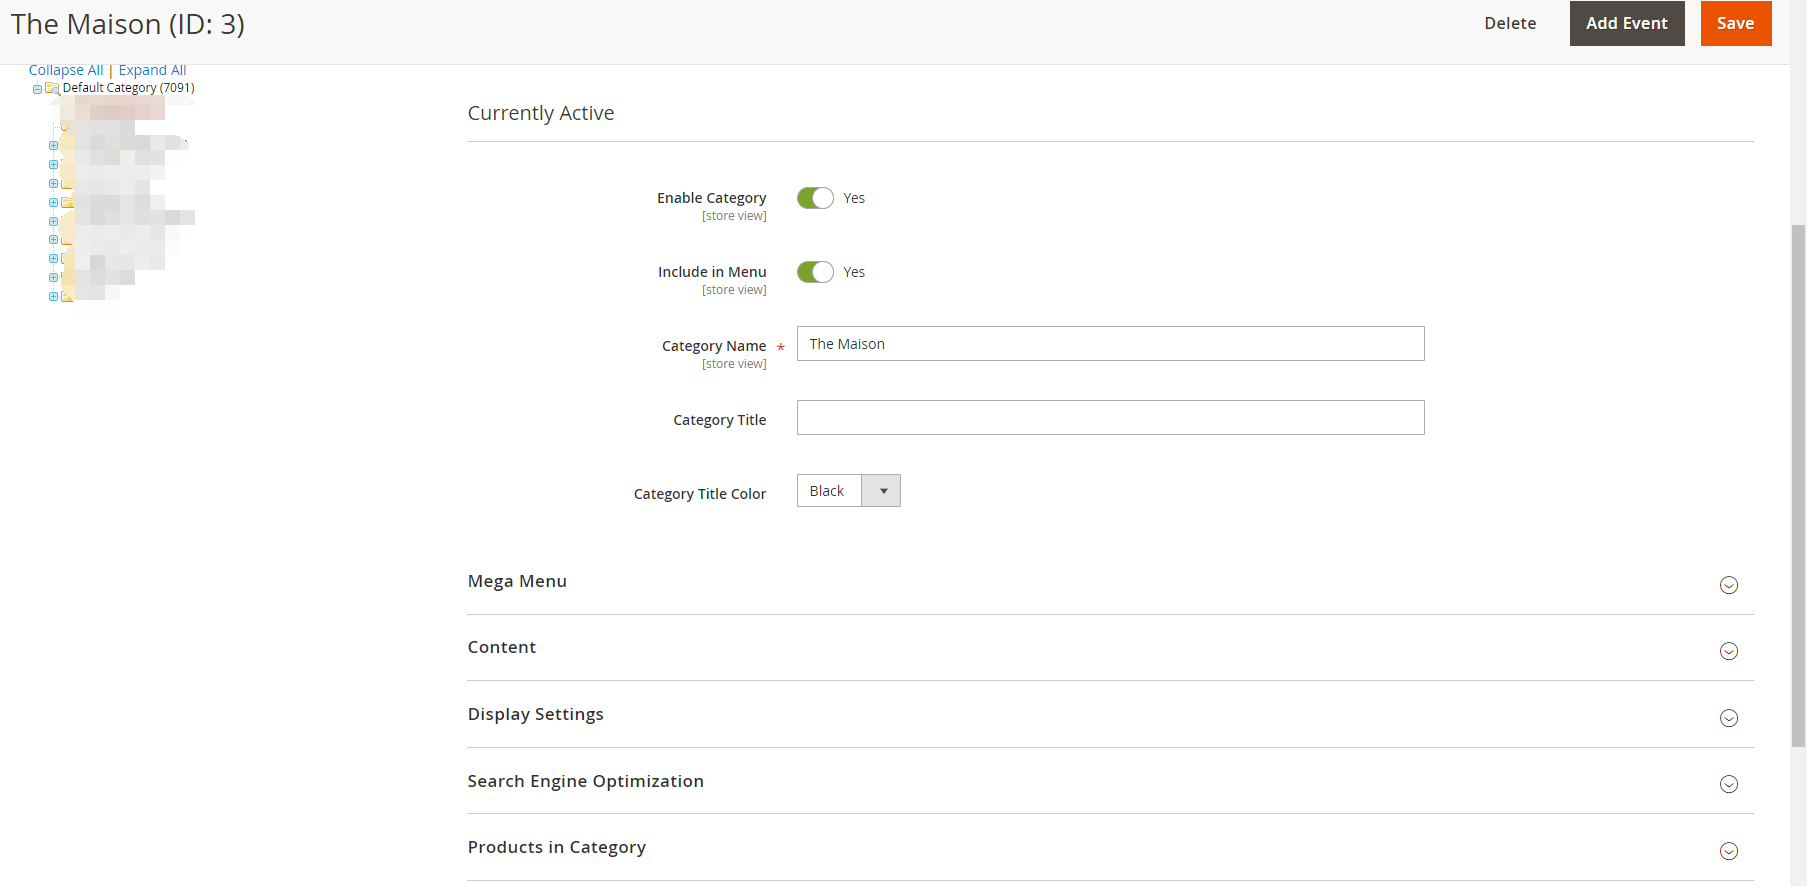 The Maison (ID: 3)
Delete
Add Event
Save
Collapse All | Expand All
Default Category (7091)
Currently Active
Enable Category
[store view]
Yes
Include in Menu
[store view]
Yes
Category Name *
[store view]
The Maison
Category Title
Category Title Color
Black
Mega Menu
Content
Display Settings
Search Engine Optimization
Products in Category